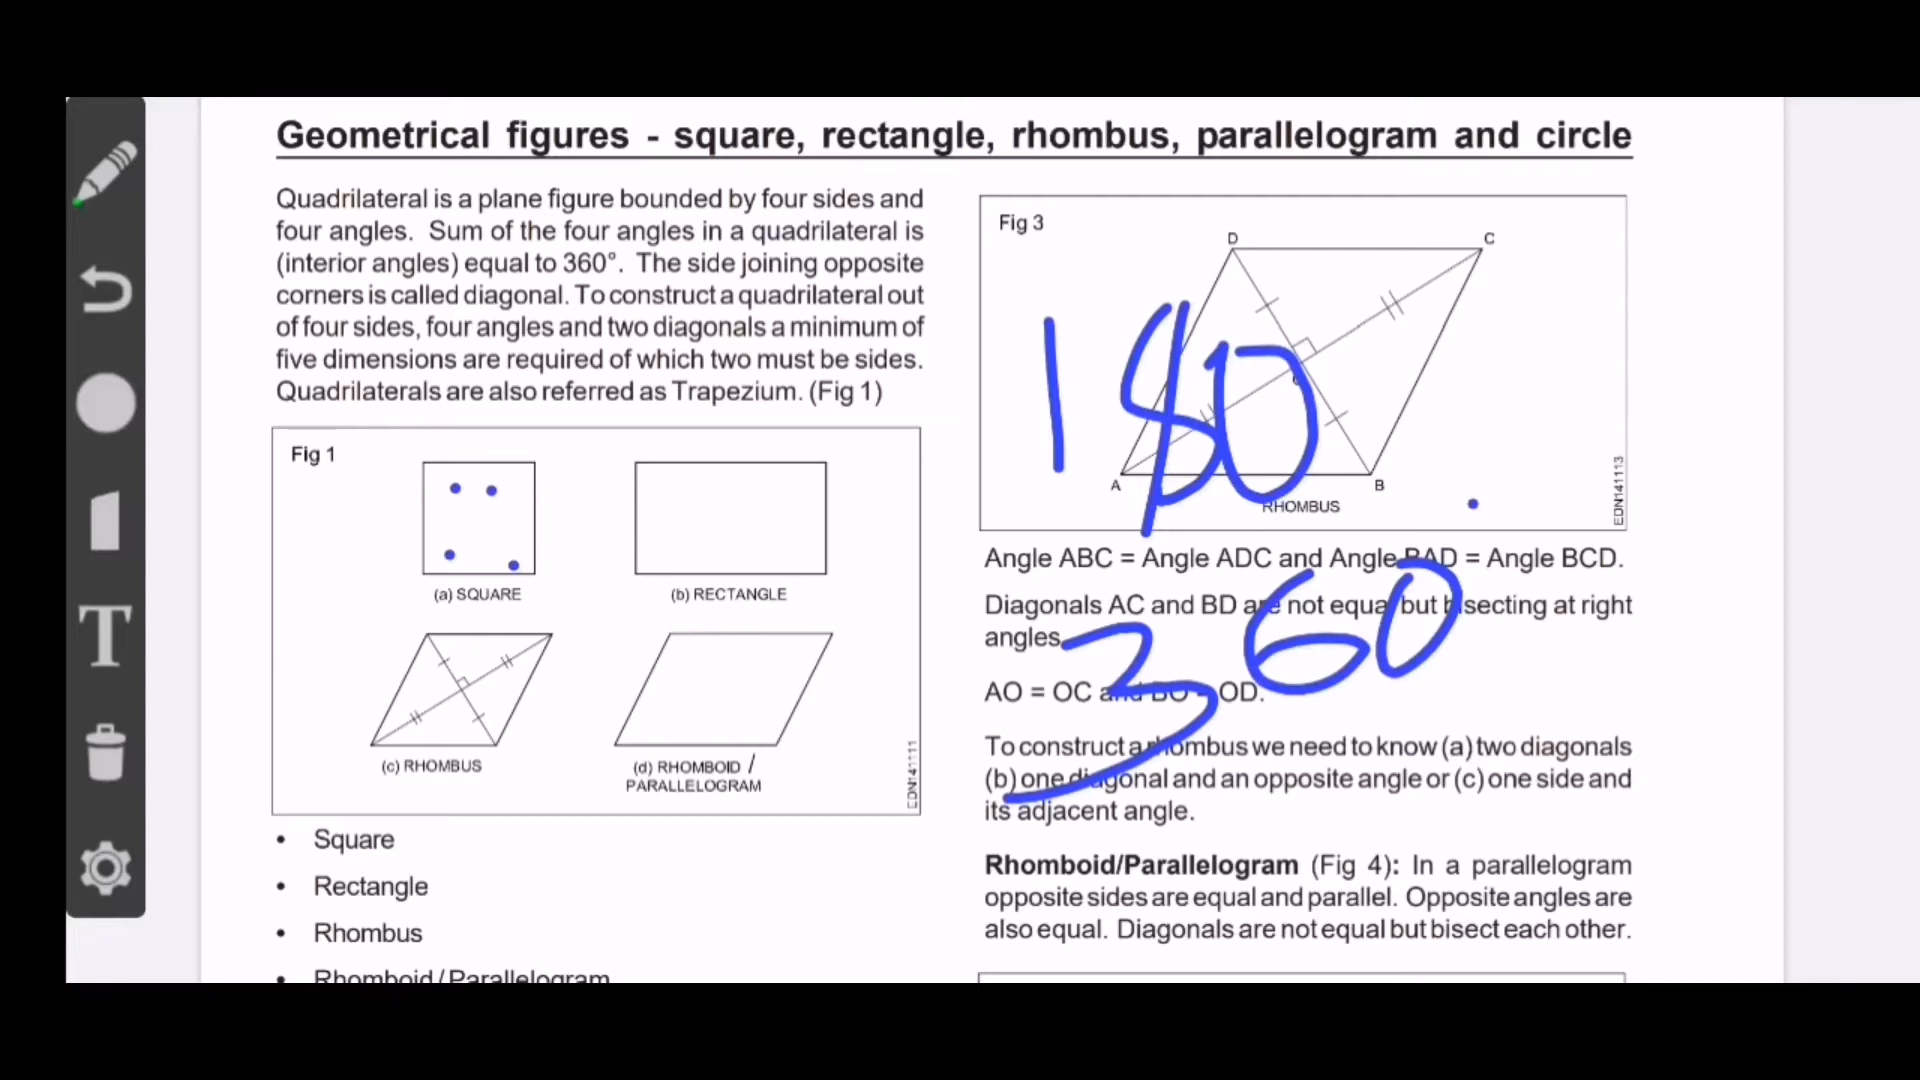 Geometrical figures - square, rectangle, rhombus, parallelogram and circle
Quadrilateral is a plane figure bounded by four sides and
four angles. Sum of the four angles in a quadrilateral is
(interior angles) equal to 360°. The side joining opposite
corners is called diagonal. To construct a quadrilateral out
of four sides, four angles and two diagonals a minimum of
five dimensions are required of which two must be sides.
Quadrilaterals are also referred as Trapezium. (Fig 1)
Fig 1
(a) SQUARE
(b) RECTANGLE
(c) RHOMBUS
(d) RHOMBOID /
PARALLELOGRAM
EDN141111
• Square
• Rectangle
• Rhombus
• Rhomboid / Parallelogram
Fig 3
D
C
180
A
B
RHOMBUS
EDN141113
Angle ABC = Angle ADC and Angle BAD = Angle BCD.
Diagonals AC and BD are not equal but bisecting at right
angles.
360
AO = OC and BO = OD.
To construct a rhombus we need to know (a) two diagonals
(b) one diagonal and an opposite angle or (c) one side and
its adjacent angle.
Rhomboid/Parallelogram (Fig 4): In a parallelogram
opposite sides are equal and parallel. Opposite angles are
also equal. Diagonals are not equal but bisect each other.
T